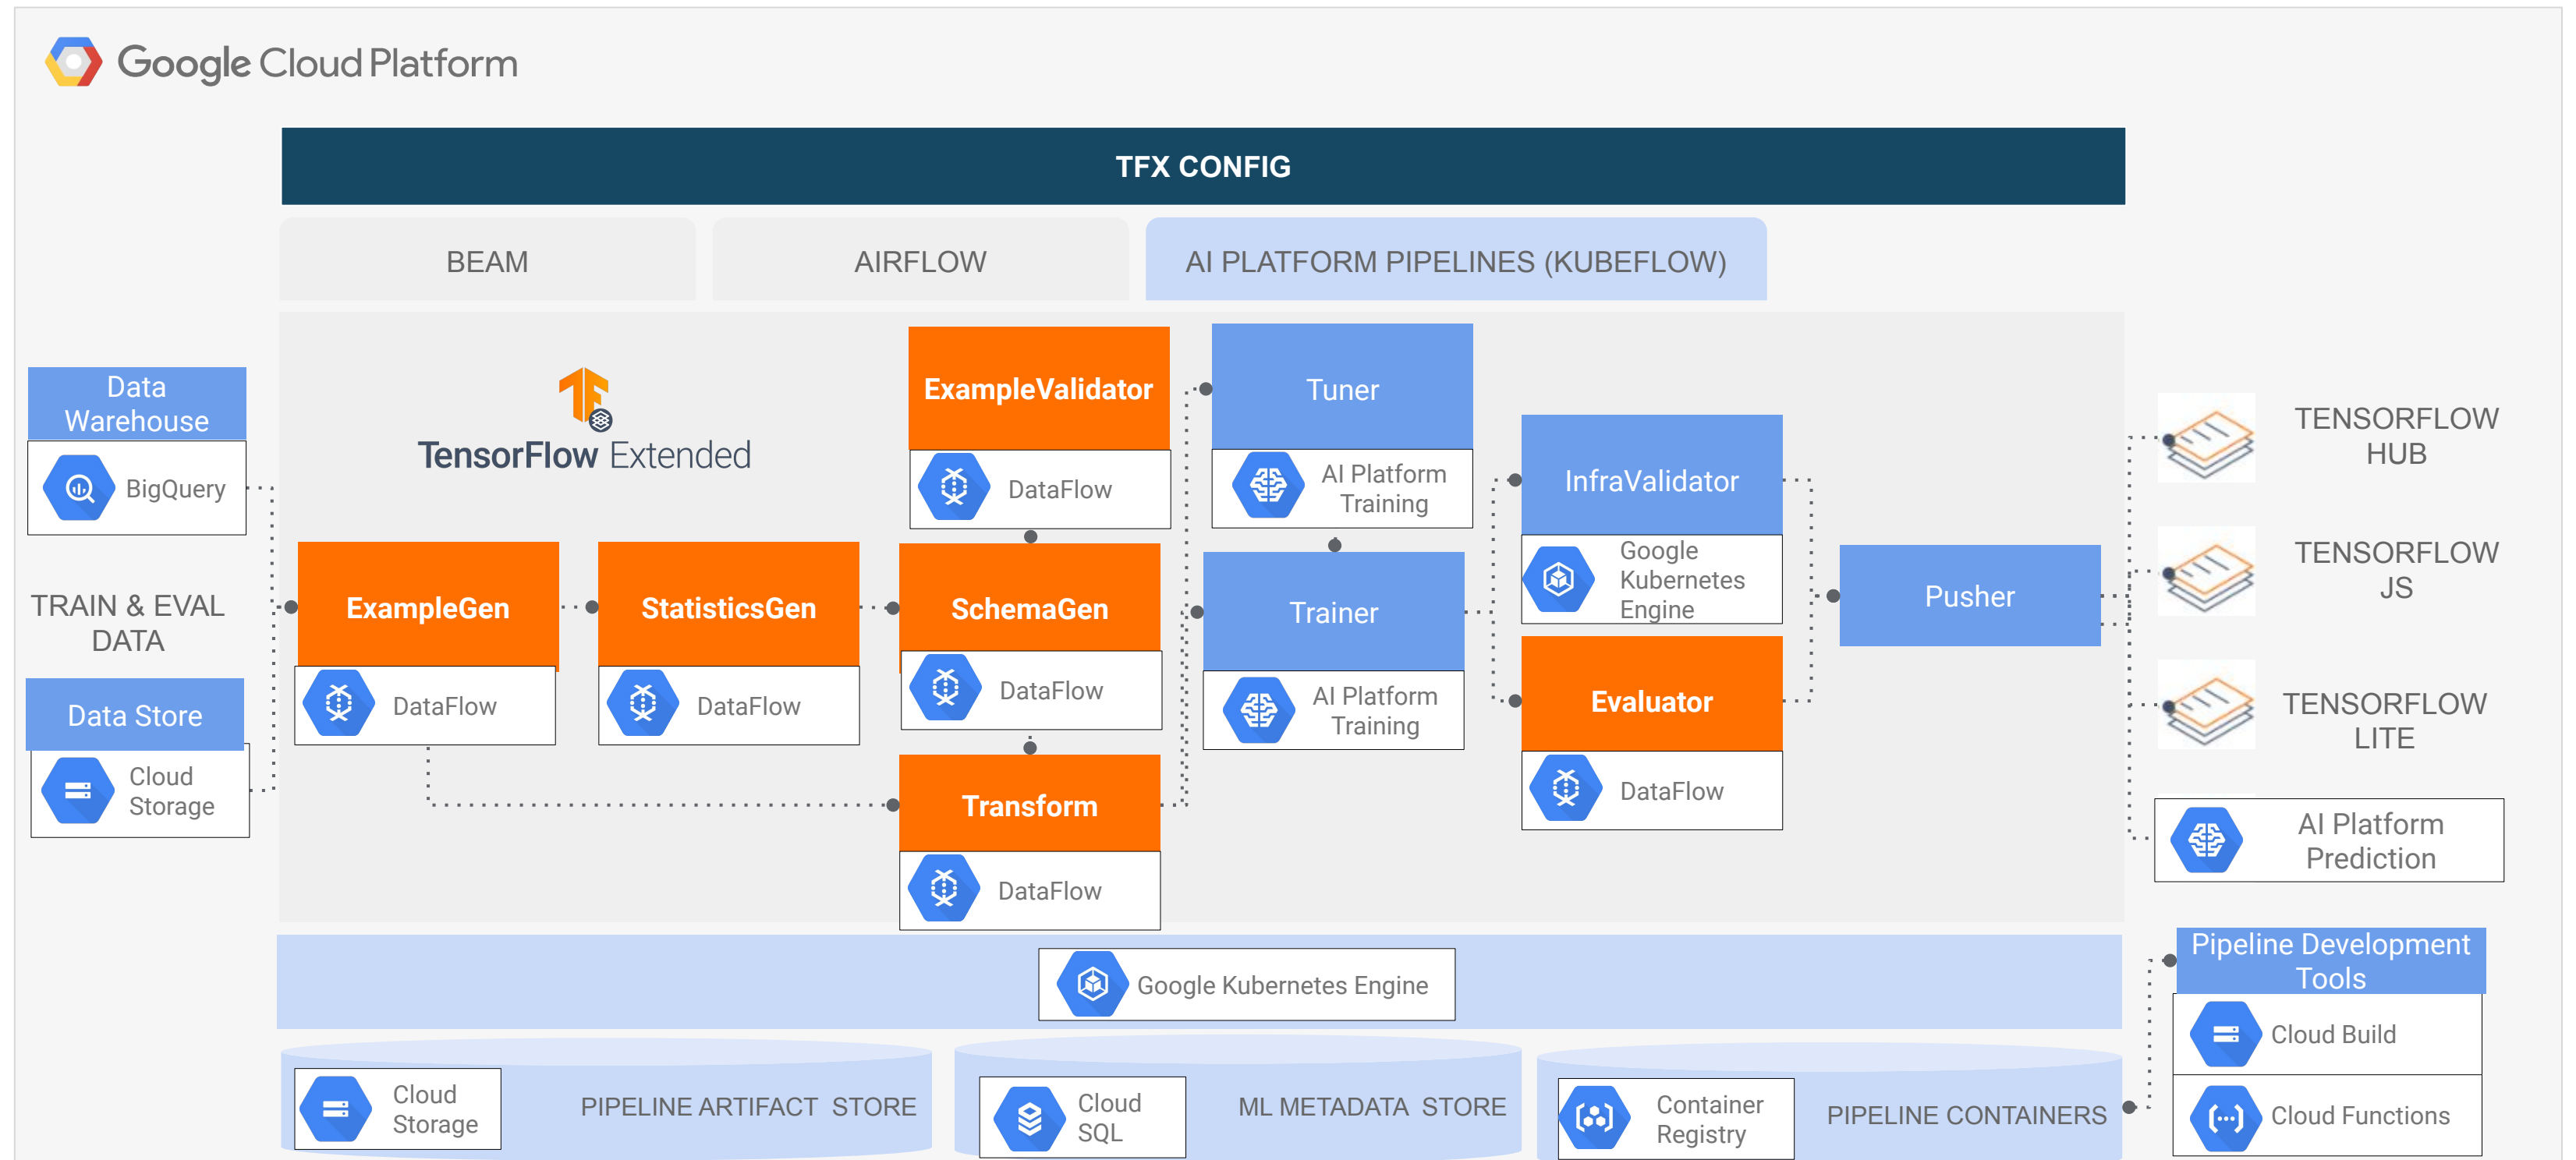 Google Cloud Platform
TFX CONFIG
BEAM
AIRFLOW
AI PLATFORM PIPELINES (KUBEFLOW)
Data
Warehouse
BigQuery
TRAIN & EVAL
DATA
Data Store
Cloud
Storage
TensorFlow Extended
ExampleGen
DataFlow
StatisticsGen
DataFlow
ExampleValidator
DataFlow
SchemaGen
DataFlow
Transform
DataFlow
Tuner
AI Platform
Training
Trainer
AI Platform
Training
InfraValidator
Google
Kubernetes
Engine
Evaluator
DataFlow
Pusher
TENSORFLOW
HUB
TENSORFLOW
JS
TENSORFLOW
LITE
AI Platform
Prediction
Google Kubernetes Engine
Cloud
Storage
PIPELINE ARTIFACT STORE
Cloud
SQL
ML METADATA STORE
Container
Registry
PIPELINE CONTAINERS
Pipeline Development
Tools
Cloud Build
Cloud Functions